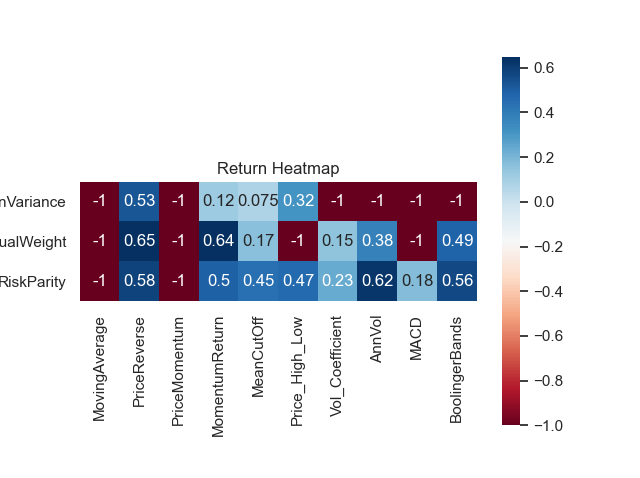 Return Heatmap
nVariance -1 0.53 -1 0.12 0.075 0.32 -1 -1 -1 -1
ualWeight -1 0.65 -1 0.64 0.17 -1 0.15 0.38 -1 0.49
RiskParity -1 0.58 -1 0.5 0.45 0.47 0.23 0.62 0.18 0.56
MovingAverage
PriceReverse
PriceMomentum
MomentumReturn
MeanCutOff
Price_High_Low
Vol_Coefficient
AnnVol
MACD
BoolingerBands
0.6
0.4
0.2
0.0
−0.2
−0.4
−0.6
−0.8
−1.0